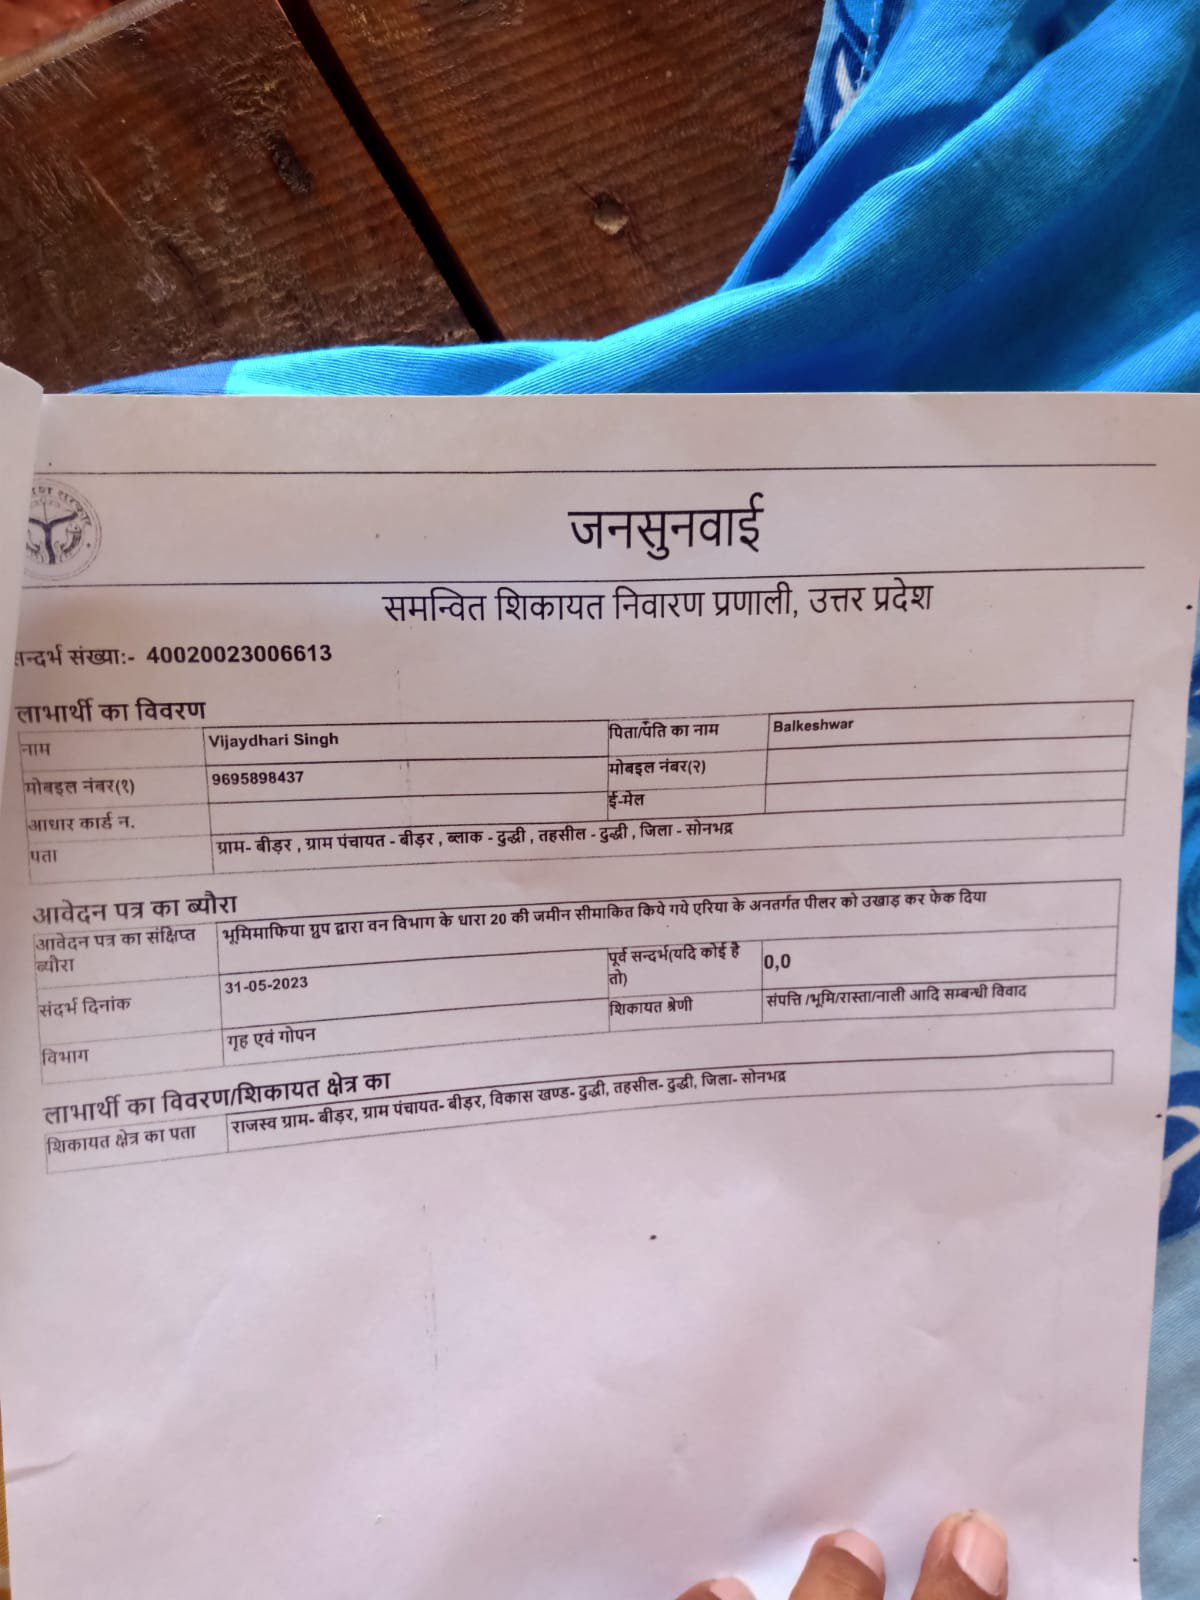 जनसुनवाई
समन्वित शिकायत निवारण प्रणाली, उत्तर प्रदेश
सन्दर्भ संख्या:- 40020023006613
लाभार्थी का विवरण
नाम Vijaydhari Singh पिता/पति का नाम Balkeshwar
मोबइल नंबर(१) 9695898437 मोबइल नंबर(२)
आधार कार्ड न. ई-मेल
पता ग्राम- बीड़र , ग्राम पंचायत - बीड़र , ब्लाक - दुद्धी , तहसील - दुद्धी , जिला - सोनभद्र
आवेदन पत्र का ब्यौरा
आवेदन पत्र का संक्षिप्त ब्यौरा भूमिमाफिया ग्रुप द्वारा वन विभाग के धारा 20 की जमीन सीमाकित किये गये एरिया के अनतर्गत पीलर को उखाड़ कर फेक दिया
संदर्भ दिनांक 31-05-2023 पूर्व सन्दर्भ(यदि कोई है तो) 0,0
विभाग गृह एवं गोपन शिकायत श्रेणी संपत्ति /भूमि/रास्ता/नाली आदि सम्बन्धी विवाद
लाभार्थी का विवरण/शिकायत क्षेत्र का
शिकायत क्षेत्र का पता राजस्व ग्राम- बीड़र, ग्राम पंचायत- बीड़र, विकास खण्ड- दुद्धी, तहसील- दुद्धी, जिला- सोनभद्र